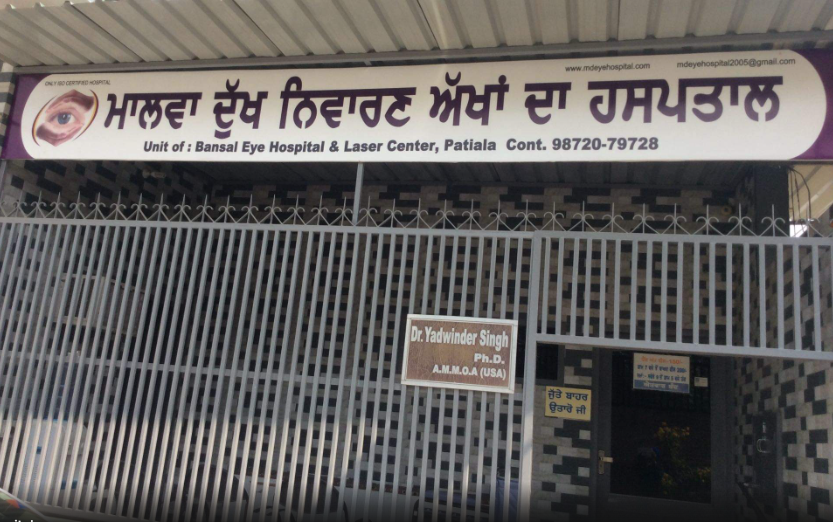 ONLY ISO CERTIFIED HOSPITAL
www.mdeyehospital.com
mdeyehospital2005@gmail.com
ਮਾਲਵਾ ਦੁੱਖ ਨਿਵਾਰਣ ਅੱਖਾਂ ਦਾ ਹਸਪਤਾਲ
Unit of : Bansal Eye Hospital & Laser Center, Patiala Cont. 98720-79728
Dr. Yadwinder Singh
Ph.D.
A.M.M.O.A (USA)
ਜੁੱਤੇ ਬਾਹਰ
ਉਤਾਰੋ ਜੀ